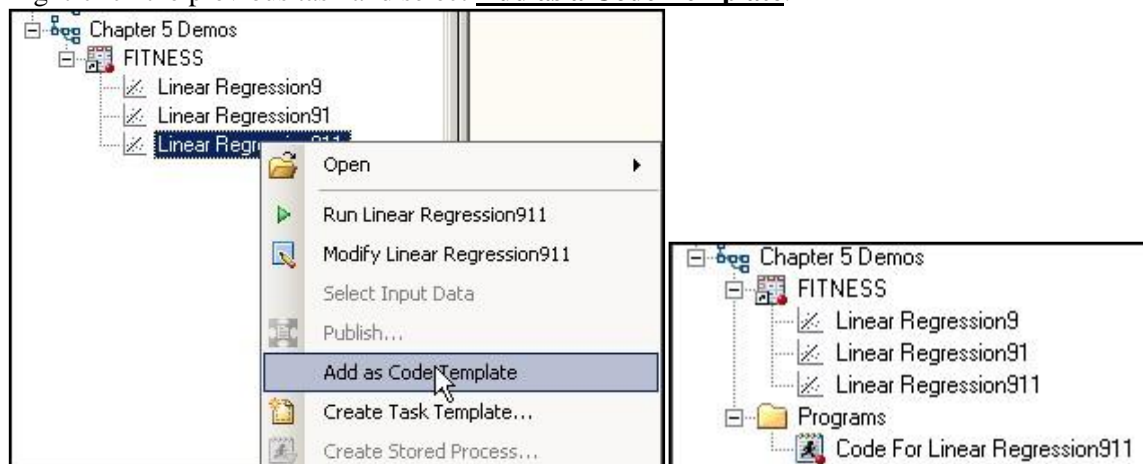 Chapter 5 Demos
FITNESS
Linear Regression9
Linear Regression91
Linear
Open
Run Linear Regression911
Modify Linear Regression911
Select Input Data
Publish...
Add as Code Template
Create Task Template...
Create Stored Process...
Chapter 5 Demos
FITNESS
Linear Regression9
Linear Regression91
Linear Regression911
Programs
Code For Linear Regression911